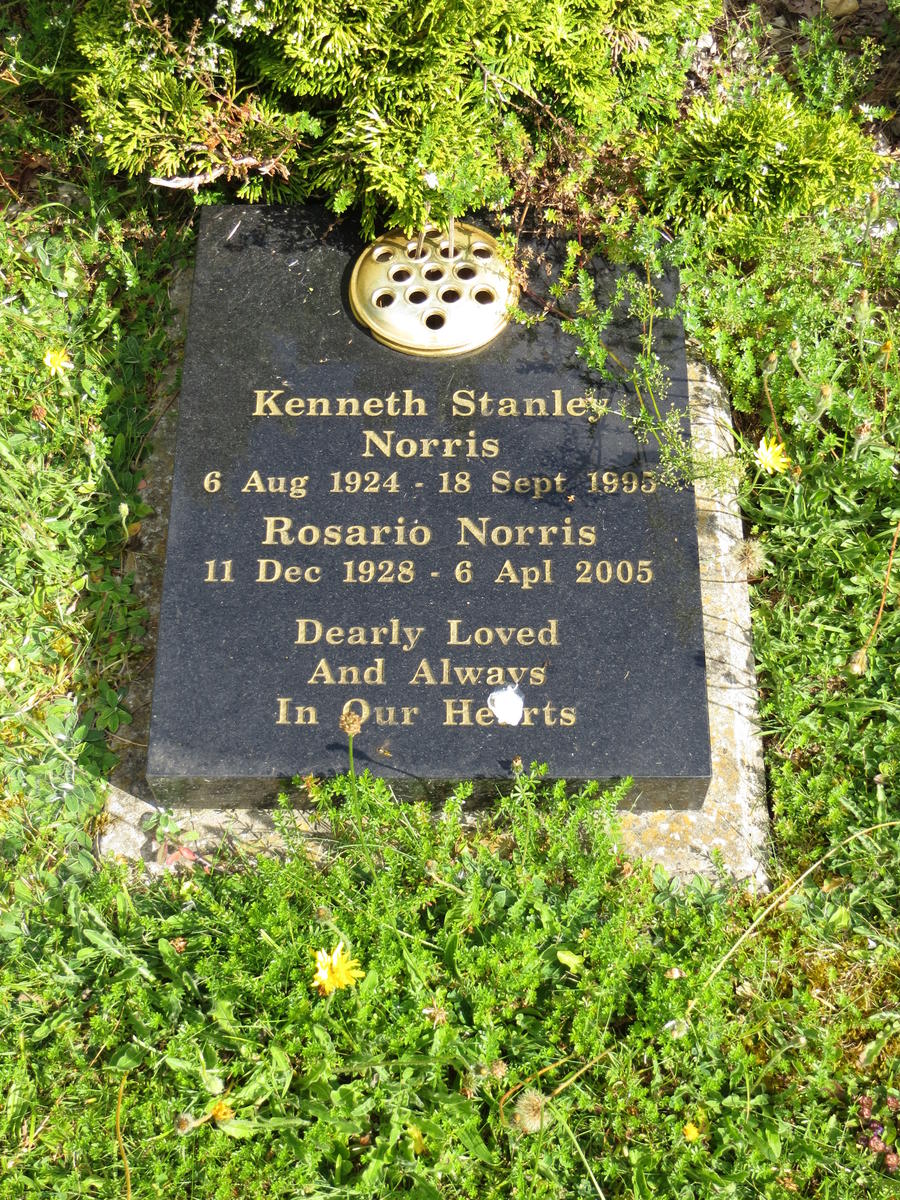 Kenneth Stanley
Norris
6 Aug 1924 - 18 Sept 1995
Rosario Norris
11 Dec 1928 - 6 Apl 2005
Dearly Loved
And Always
In Our Hearts